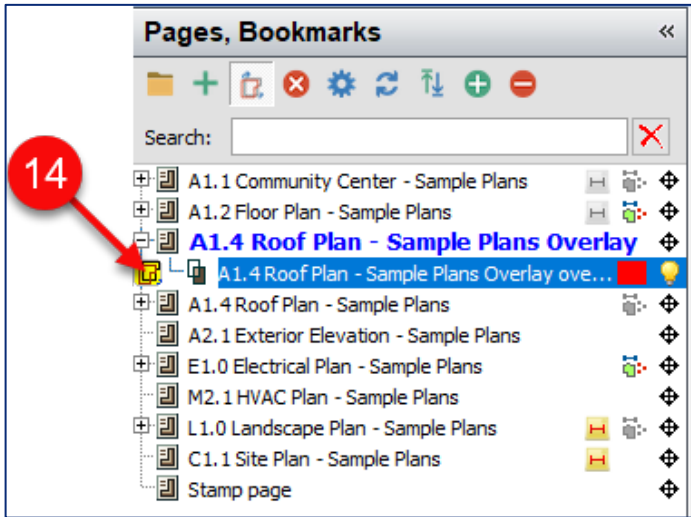 Pages, Bookmarks
Search:
14
A1.1 Community Center - Sample Plans
A1.2 Floor Plan - Sample Plans
A1.4 Roof Plan - Sample Plans Overlay
A1.4 Roof Plan - Sample Plans Overlay ove...
A1.4 Roof Plan - Sample Plans
A2.1 Exterior Elevation - Sample Plans
E1.0 Electrical Plan - Sample Plans
M2.1 HVAC Plan - Sample Plans
L1.0 Landscape Plan - Sample Plans
C1.1 Site Plan - Sample Plans
Stamp page